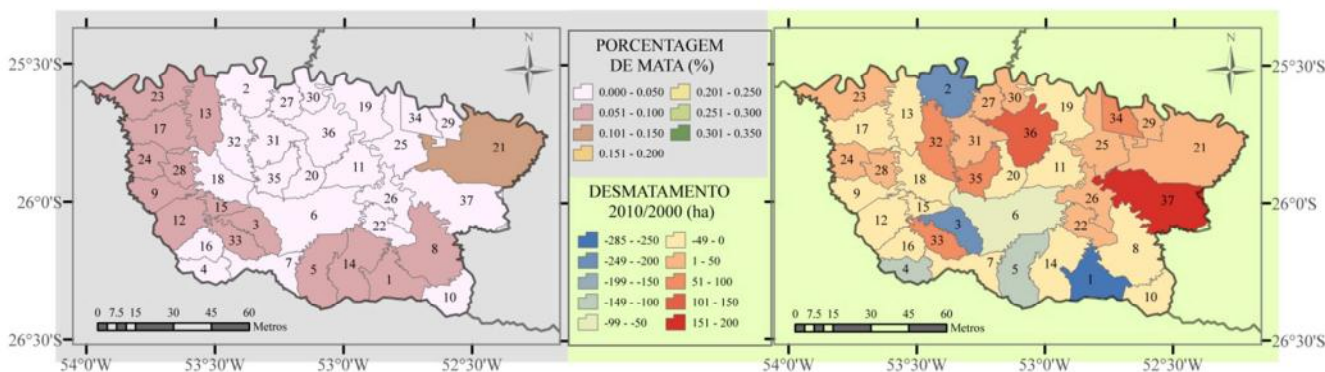 N
25°30'S
26°0'S
26°30'S
54°0'W
53°30'W
53°0'W
52°30'W
23
13
2
27
30
19
34
29
17
32
36
31
25
21
24
28
18
35
20
11
9
15
26
37
12
3
6
22
33
16
8
4
7
5
14
1
10
0
7.5
15
30
45
60
Metros
PORCENTAGEM
DE MATA (%)
0.000 - 0.050
0.201 - 0.250
0.051 - 0.100
0.251 - 0.300
0.101 - 0.150
0.301 - 0.350
0.151 - 0.200
DESMATAMENTO
2010/2000 (ha)
-285 - -250
-49 - 0
-249 - -200
1 - 50
-199 - -150
51 - 100
-149 - -100
101 - 150
-99 - -50
151 - 200
N
23
13
2
27
30
19
34
29
17
32
36
31
25
21
24
28
18
35
20
11
9
15
26
37
12
3
6
22
33
16
8
4
7
5
14
1
10
0
7.5
15
30
45
60
Metros
25°30'S
26°0'S
26°30'S
54°0'W
53°30'W
53°0'W
52°30'W